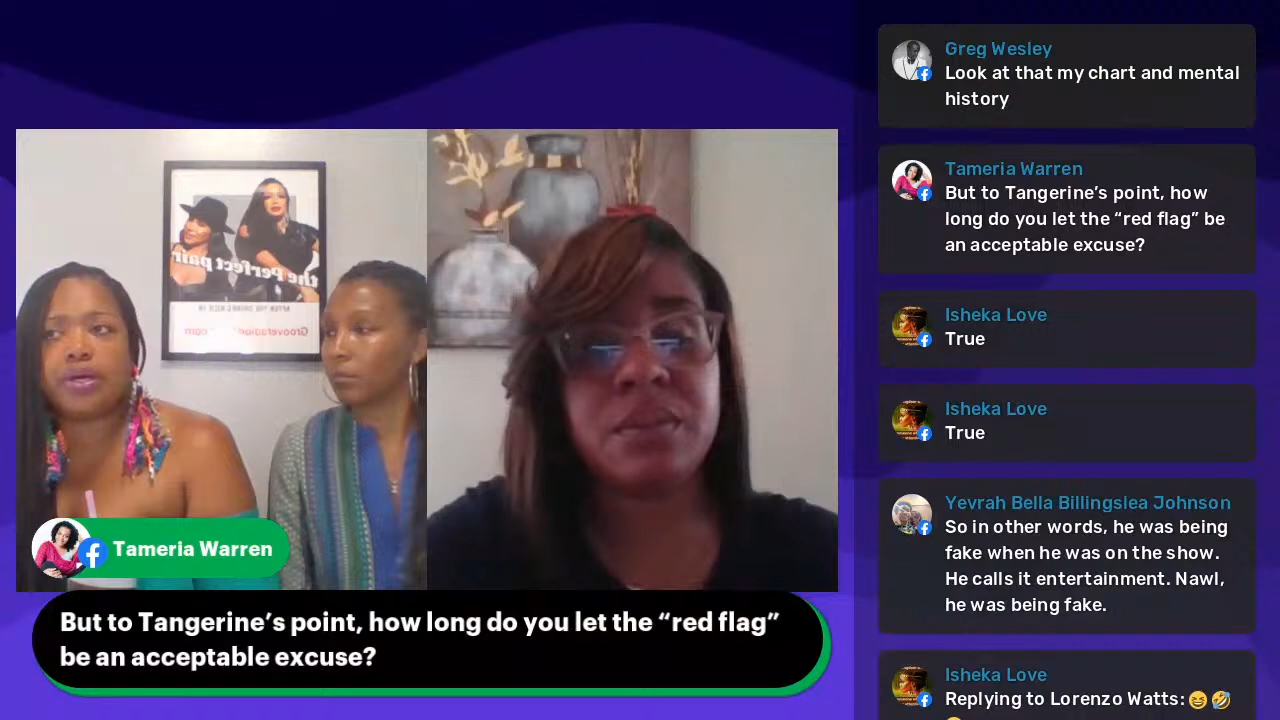 the Perfect pair
Tameria Warren
But to Tangerine’s point, how long do you let the “red flag”
be an acceptable excuse?
Greg Wesley
Look at that my chart and mental
history
Tameria Warren
But to Tangerine’s point, how
long do you let the “red flag” be
an acceptable excuse?
Isheka Love
True
Isheka Love
True
Yevrah Bella Billingslea Johnson
So in other words, he was being
fake when he was on the show.
He calls it entertainment. Nawl,
he was being fake.
Isheka Love
Replying to Lorenzo Watts: 😆🤣